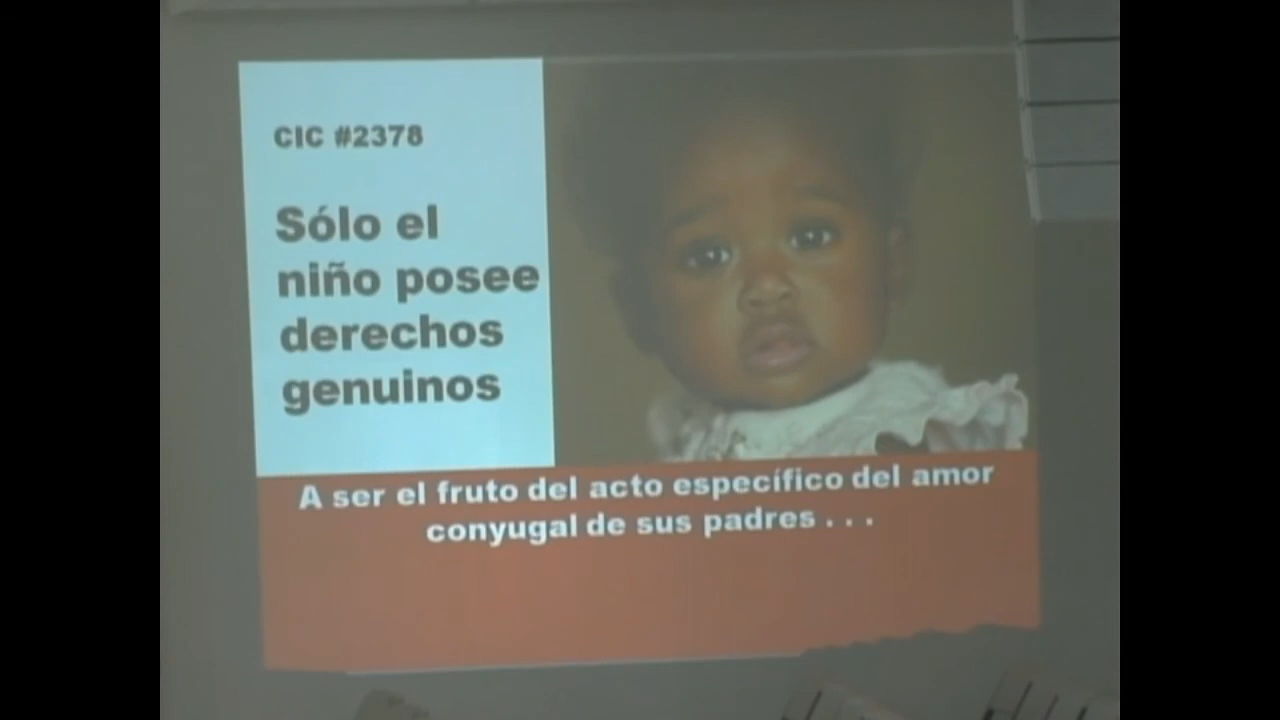 CIC #2378
Sólo el
niño posee
derechos
genuinos
A ser el fruto del acto específico del amor
conyugal de sus padres . . .